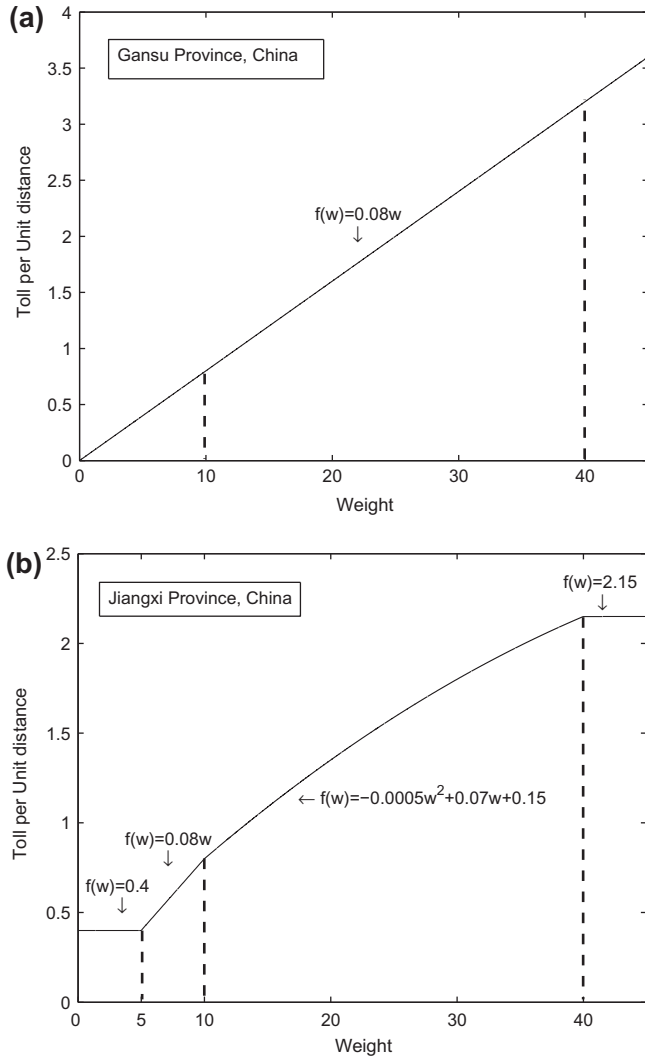 (a)
4
Gansu Province, China
3.5
3
2.5
f(w)=0.08w
↓
2
1.5
1
0.5
0
Toll per Unit distance
0 10 20 30 40
Weight
(b)
2.5
f(w)=2.15
↓
Jiangxi Province, China
2
1.5
← f(w)=−0.0005w²+0.07w+0.15
1
f(w)=0.08w
↓
f(w)=0.4
↓
0.5
0
Toll per Unit distance
0 5 10 20 30 40
Weight